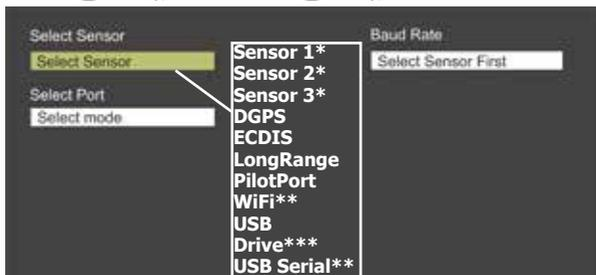 Select Sensor
Select Sensor
Select Port
Select mode
Sensor 1*
Sensor 2*
Sensor 3*
DGPS
ECDIS
LongRange
PilotPort
WiFi**
USB
Drive***
USB Serial**
Baud Rate
Select Sensor First